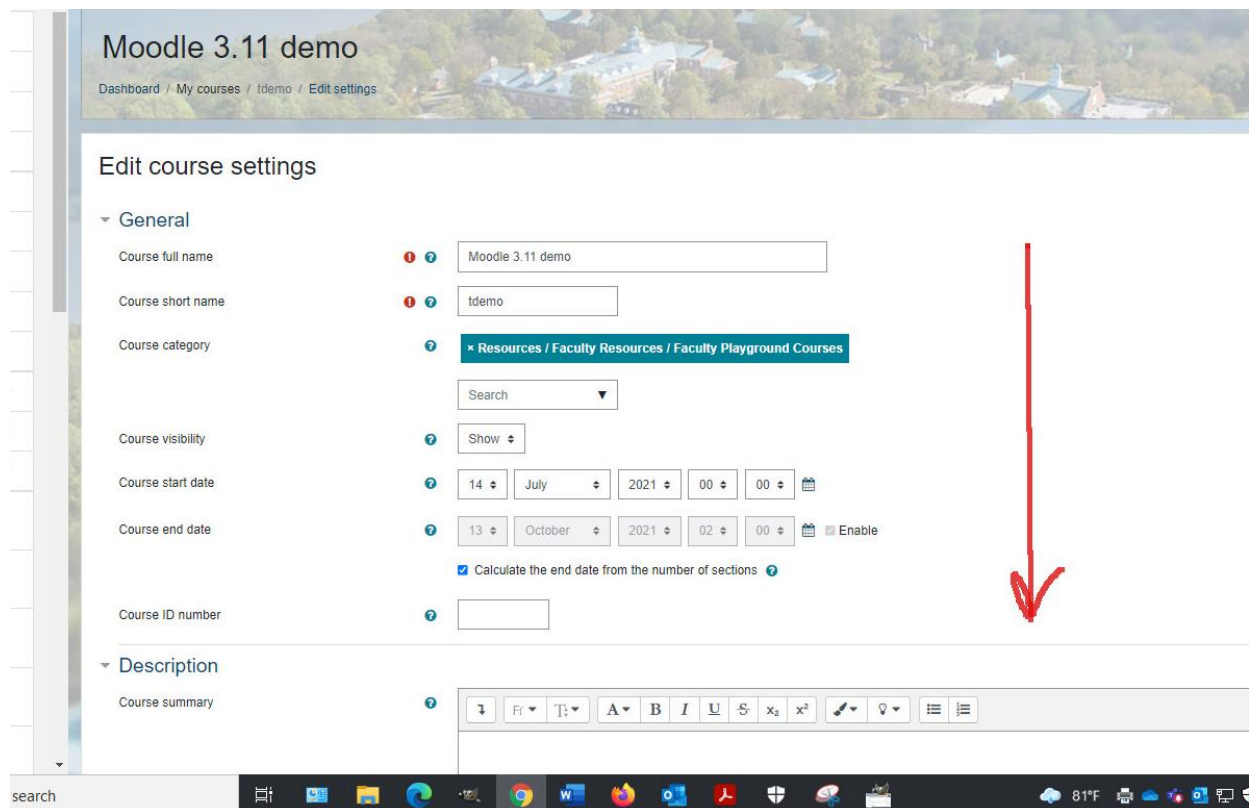 Moodle 3.11 demo
Dashboard / My courses / tdemo / Edit settings
Edit course settings
General
Course full name
Moodle 3.11 demo
Course short name
tdemo
Course category
× Resources / Faculty Resources / Faculty Playground Courses
Search
Course visibility
Show
Course start date
14 July 2021 00 00
Course end date
13 October 2021 02 00 Enable
Calculate the end date from the number of sections
Course ID number
Description
Course summary
A B I U S x₂ x²
search
81°F